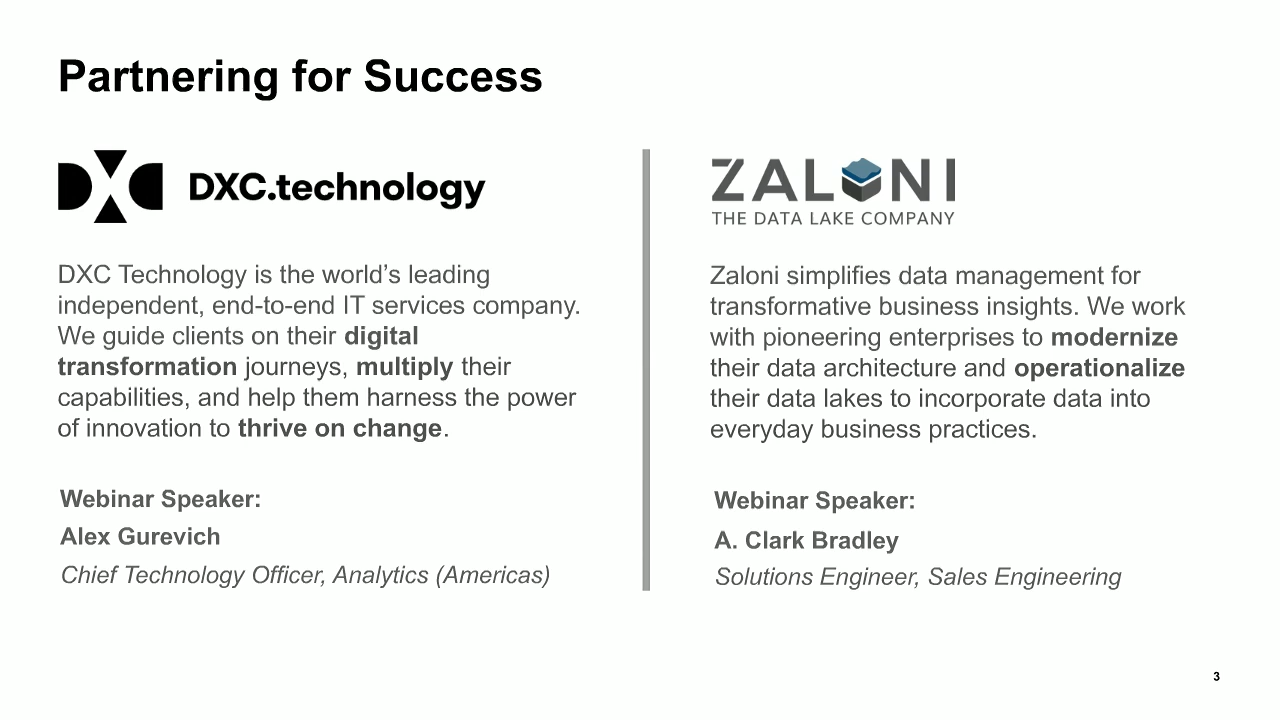 Partnering for Success
DXC.technology
DXC Technology is the world’s leading
independent, end-to-end IT services company.
We guide clients on their digital
transformation journeys, multiply their
capabilities, and help them harness the power
of innovation to thrive on change.
Webinar Speaker:
Alex Gurevich
Chief Technology Officer, Analytics (Americas)
ZALONI
THE DATA LAKE COMPANY
Zaloni simplifies data management for
transformative business insights. We work
with pioneering enterprises to modernize
their data architecture and operationalize
their data lakes to incorporate data into
everyday business practices.
Webinar Speaker:
A. Clark Bradley
Solutions Engineer, Sales Engineering
3